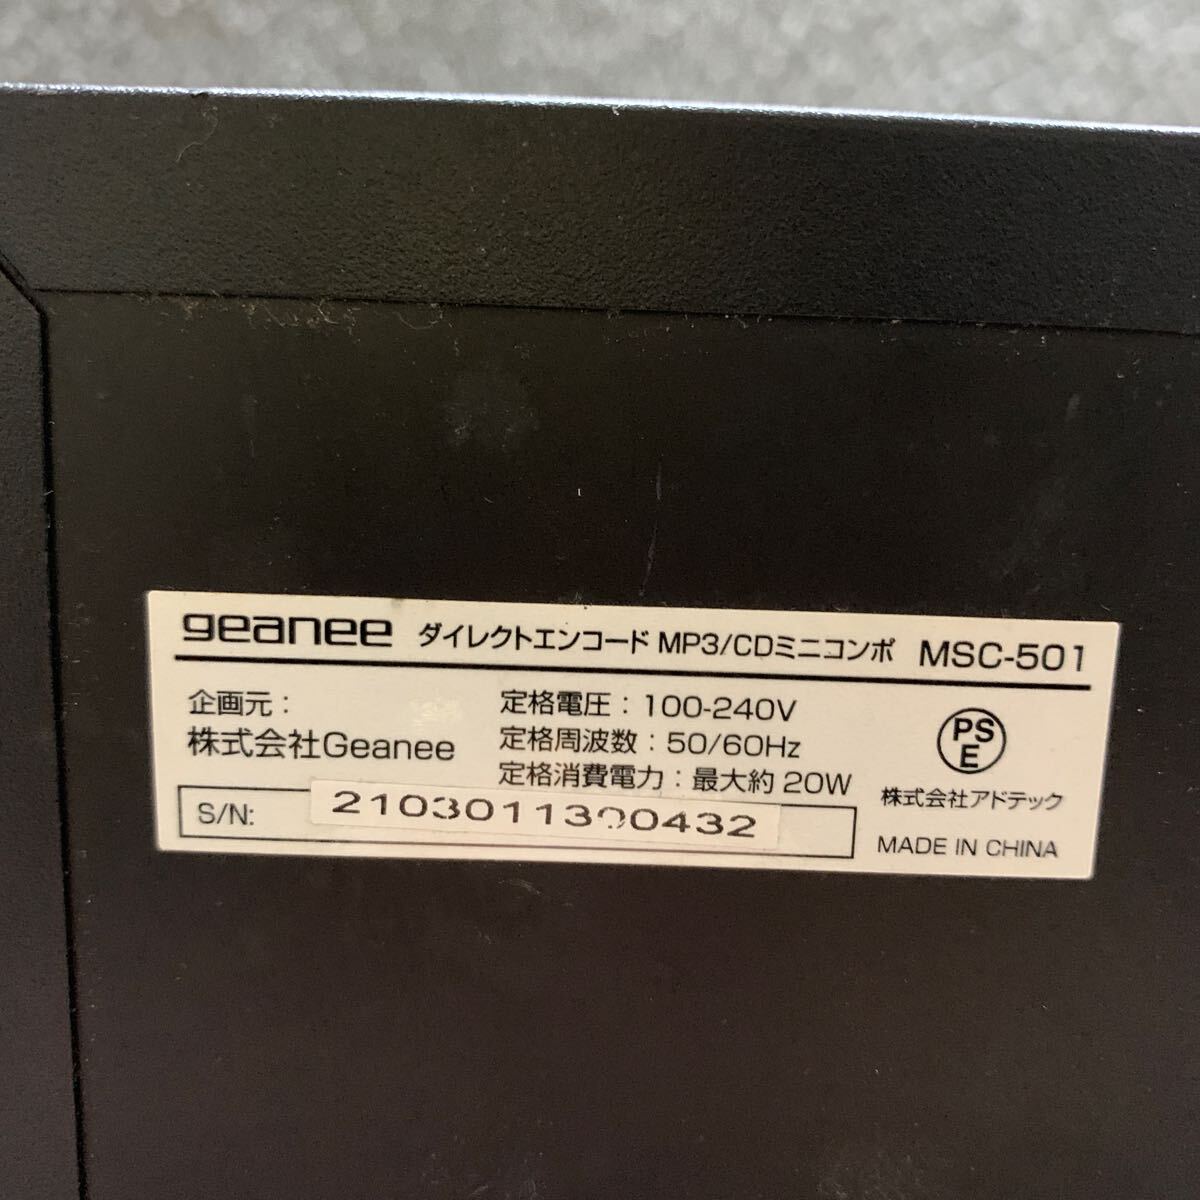 geanee ダイレクトエンコード MP3/CDミニコンポ MSC-501
企画元：
株式会社Geanee
定格電圧：100-240V
定格周波数：50/60Hz
定格消費電力：最大約 20W
PS
E
株式会社アドテック
MADE IN CHINA
S/N: 2103011300432